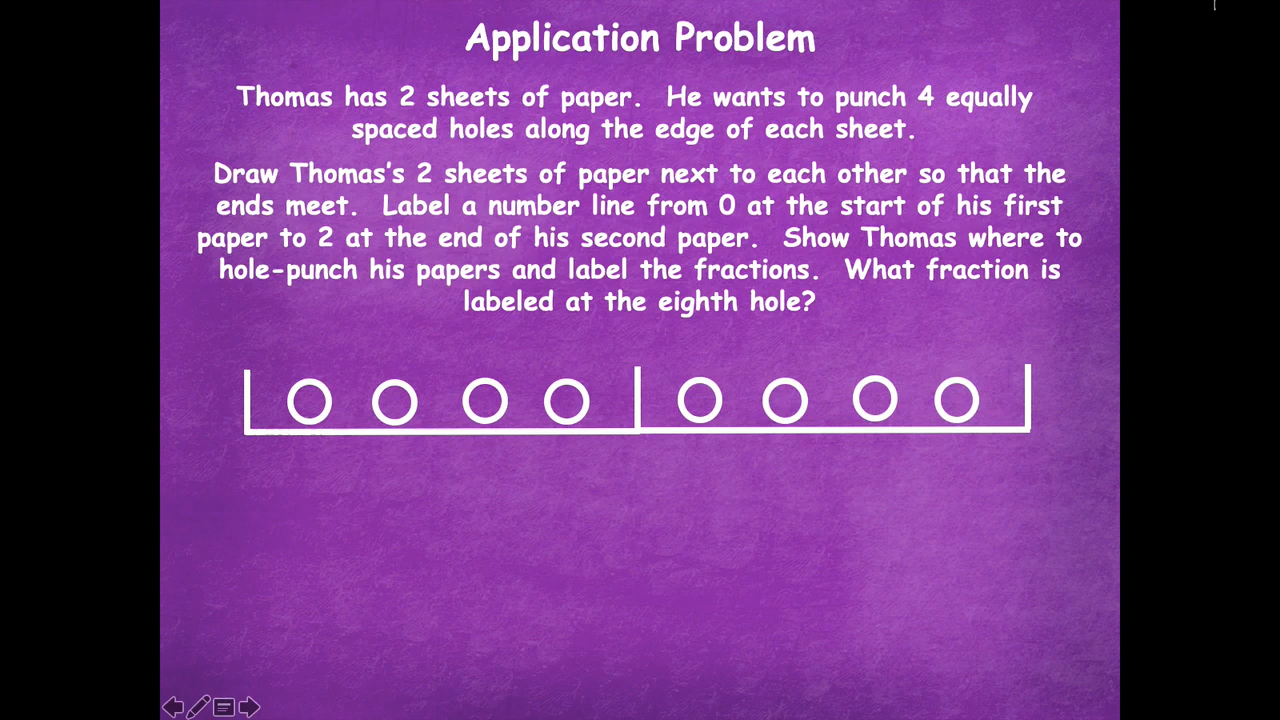 Application Problem
Thomas has 2 sheets of paper.  He wants to punch 4 equally
spaced holes along the edge of each sheet.
Draw Thomas's 2 sheets of paper next to each other so that the
ends meet.  Label a number line from 0 at the start of his first
paper to 2 at the end of his second paper.  Show Thomas where to
hole-punch his papers and label the fractions.  What fraction is
labeled at the eighth hole?